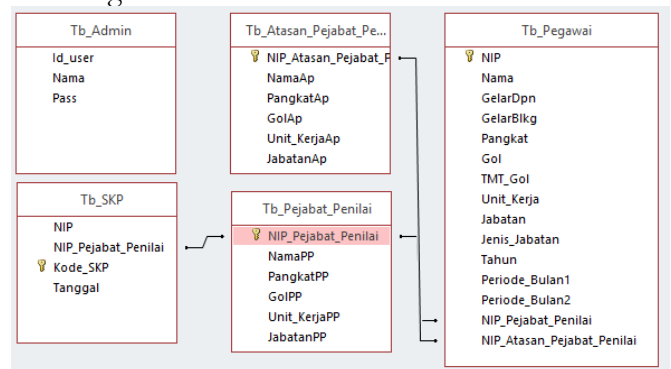 Tb_Admin
Id_user
Nama
Pass
Tb_Atasan_Pejabat_Pe...
NIP_Atasan_Pejabat_P
NamaAp
PangkatAp
GolAp
Unit_KerjaAp
JabatanAp
Tb_Pegawai
NIP
Nama
GelarDpn
GelarBlkg
Pangkat
Gol
TMT_Gol
Unit_Kerja
Jabatan
Jenis_Jabatan
Tahun
Periode_Bulan1
Periode_Bulan2
NIP_Pejabat_Penilai
NIP_Atasan_Pejabat_Penilai
Tb_SKP
NIP
NIP_Pejabat_Penilai
Kode_SKP
Tanggal
Tb_Pejabat_Penilai
NIP_Pejabat_Penilai
NamaPP
PangkatPP
GolPP
Unit_KerjaPP
JabatanPP